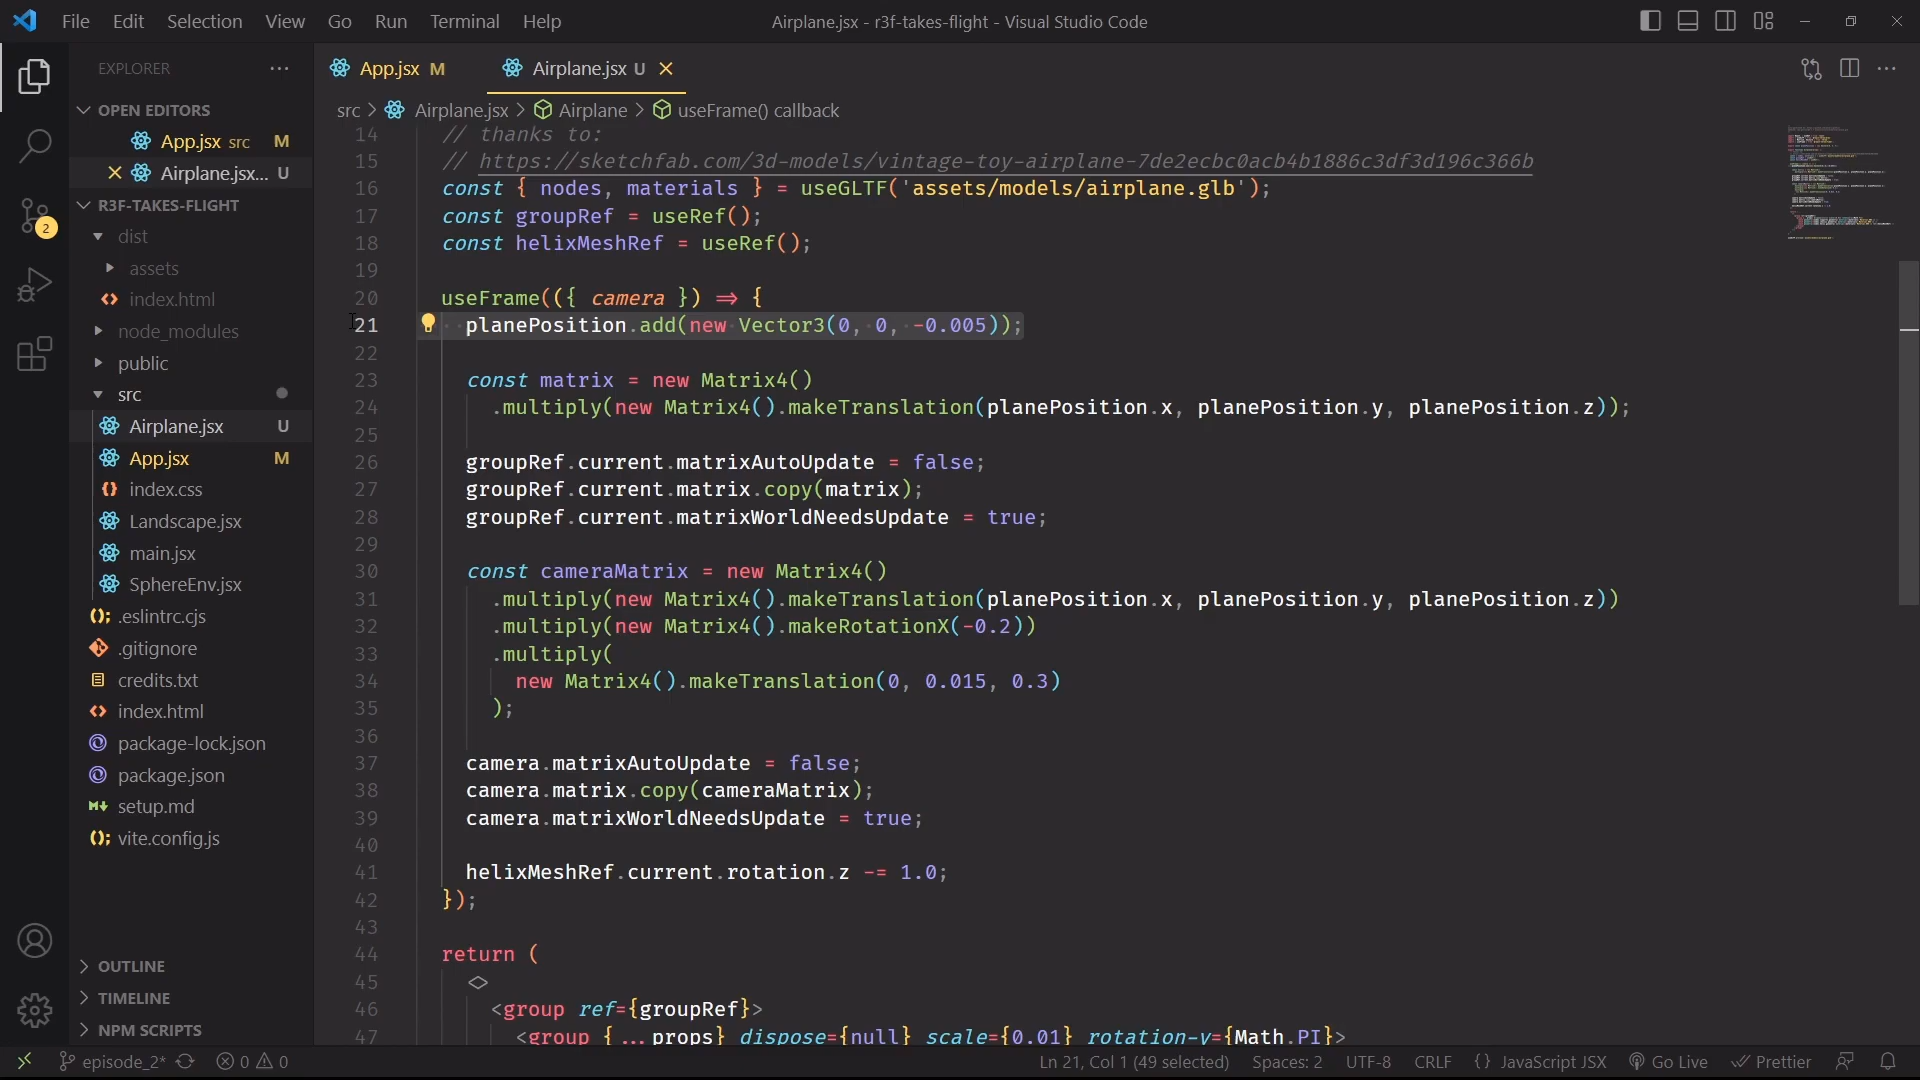 File Edit Selection View Go Run Terminal Help
Airplane.jsx - r3f-takes-flight - Visual Studio Code
EXPLORER
OPEN EDITORS
App.jsx src M
Airplane.jsx... U
R3F-TAKES-FLIGHT
dist
assets
index.html
node_modules
public
src
Airplane.jsx U
App.jsx M
index.css
Landscape.jsx
main.jsx
SphereEnv.jsx
.eslintrc.cjs
.gitignore
credits.txt
index.html
package-lock.json
package.json
setup.md
vite.config.js
OUTLINE
TIMELINE
NPM SCRIPTS
2
App.jsx M
Airplane.jsx U
src > Airplane.jsx > Airplane > useFrame() callback
14 // thanks to:
15 // https://sketchfab.com/3d-models/vintage-toy-airplane-7de2ecbc0acb4b1886c3df3d196c366b
16 const { nodes, materials } = useGLTF('assets/models/airplane.glb');
17 const groupRef = useRef();
18 const helixMeshRef = useRef();
19
20 useFrame(({ camera }) => {
21 planePosition.add(new Vector3(0, 0, -0.005));
22
23 const matrix = new Matrix4()
24 .multiply(new Matrix4().makeTranslation(planePosition.x, planePosition.y, planePosition.z));
25
26 groupRef.current.matrixAutoUpdate = false;
27 groupRef.current.matrix.copy(matrix);
28 groupRef.current.matrixWorldNeedsUpdate = true;
29
30 const cameraMatrix = new Matrix4()
31 .multiply(new Matrix4().makeTranslation(planePosition.x, planePosition.y, planePosition.z))
32 .multiply(new Matrix4().makeRotationX(-0.2))
33 .multiply(
34 new Matrix4().makeTranslation(0, 0.015, 0.3)
35 );
36
37 camera.matrixAutoUpdate = false;
38 camera.matrix.copy(cameraMatrix);
39 camera.matrixWorldNeedsUpdate = true;
40
41 helixMeshRef.current.rotation.z -= 1.0;
42 });
43
44 return (
45 <>
46 <group ref={groupRef}>
47 <group {...props} dispose={null} scale={0.01} rotation-y={Math.PI}>
episode_2* 0 0
Ln 21, Col 1 (49 selected) Spaces: 2 UTF-8 CRLF {} JavaScript JSX Go Live Prettier